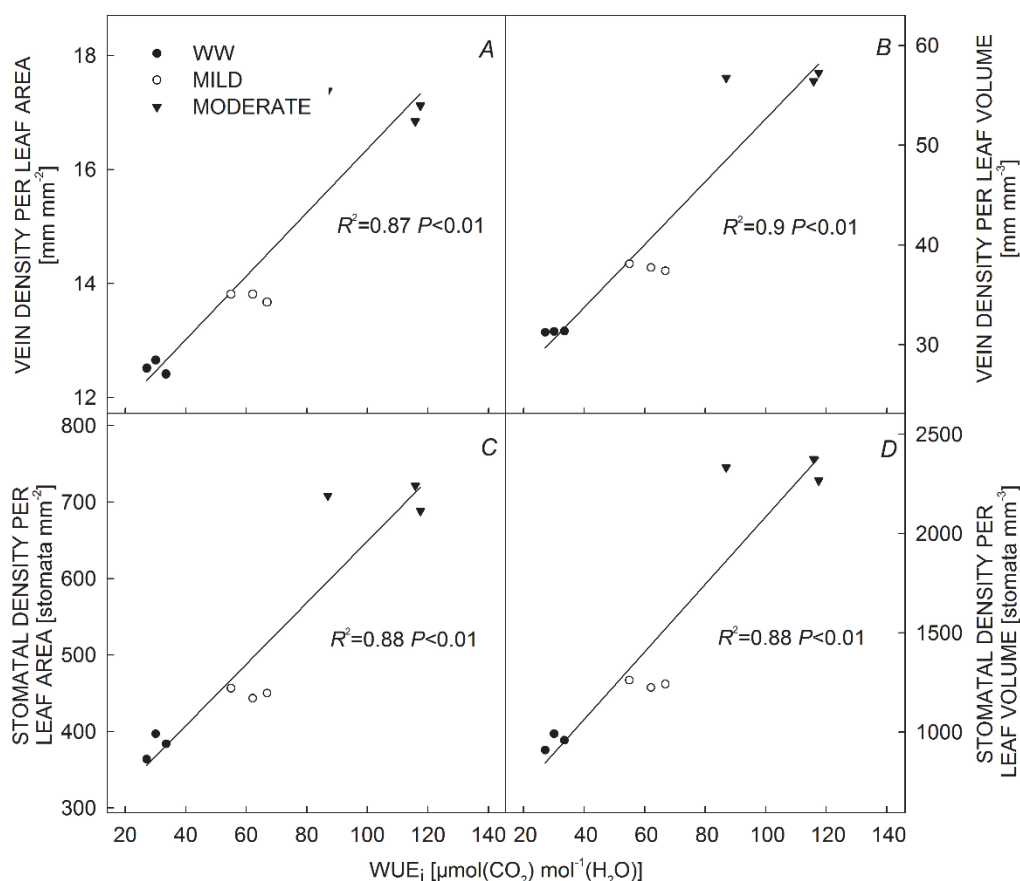 A
WW
MILD
MODERATE
18
16
14
12
VEIN DENSITY PER LEAF AREA
[mm mm⁻²]
R²=0.87 P<0.01
B
60
50
40
30
VEIN DENSITY PER LEAF VOLUME
[mm mm⁻³]
R²=0.9 P<0.01
C
800
700
600
500
400
300
STOMATAL DENSITY PER
LEAF AREA [stomata mm⁻²]
R²=0.88 P<0.01
20 40 60 80 100 120 140
D
2500
2000
1500
1000
STOMATAL DENSITY PER
LEAF VOLUME [stomata mm⁻³]
R²=0.88 P<0.01
20 40 60 80 100 120 140
WUEᵢ [µmol(CO₂) mol⁻¹(H₂O)]